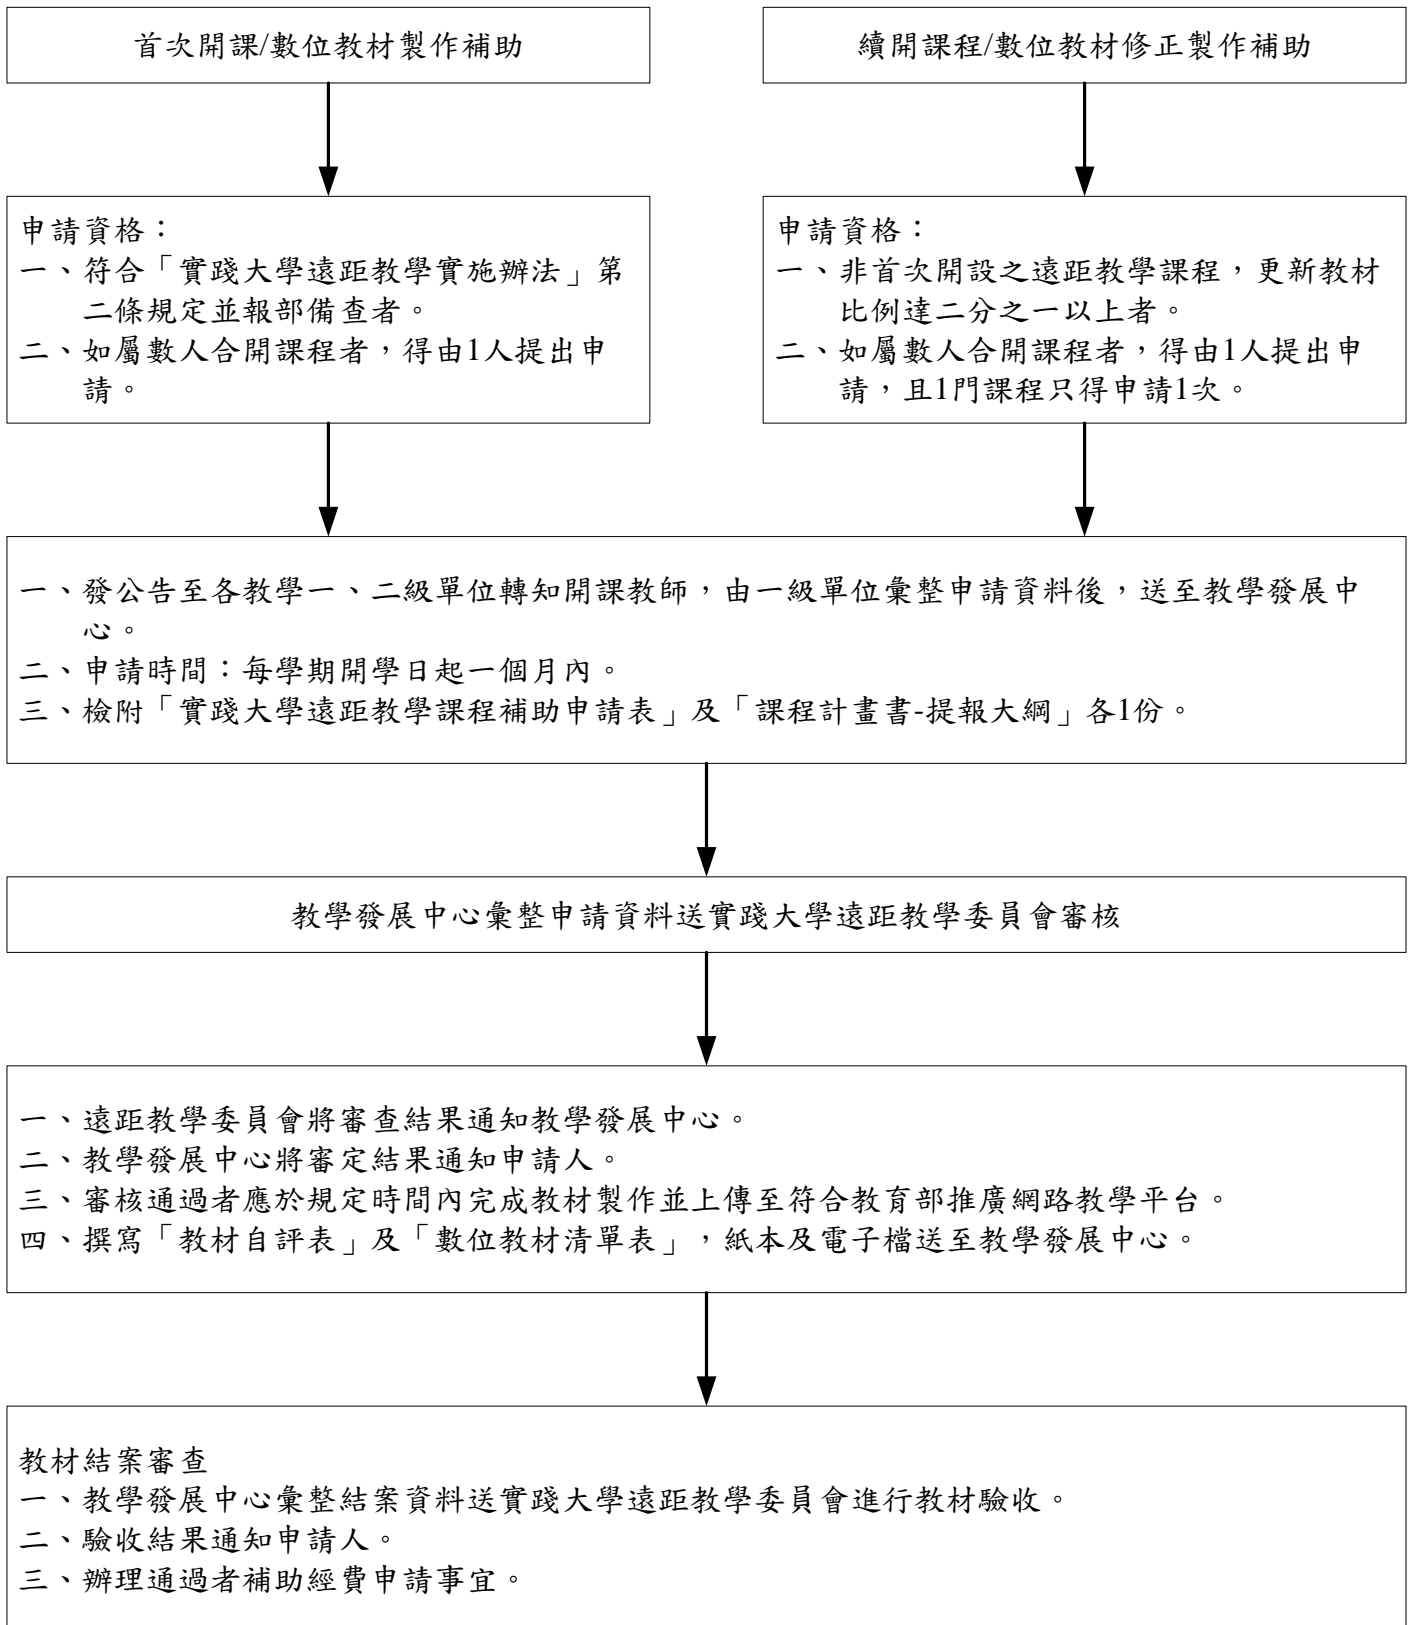 首次開課/數位教材製作補助
續開課程/數位教材修正製作補助
申請資格：
一、符合「實踐大學遠距教學實施辦法」第
二條規定並報部備查者。
二、如屬數人合開課程者，得由1人提出申
請。
申請資格：
一、非首次開設之遠距教學課程，更新教材
比例達二分之一以上者。
二、如屬數人合開課程者，得由1人提出申
請，且1門課程只得申請1次。
一、發公告至各教學一、二級單位轉知開課教師，由一級單位彙整申請資料後，送至教學發展中
心。
二、申請時間：每學期開學日起一個月內。
三、檢附「實踐大學遠距教學課程補助申請表」及「課程計畫書-提報大綱」各1份。
教學發展中心彙整申請資料送實踐大學遠距教學委員會審核
一、遠距教學委員會將審查結果通知教學發展中心。
二、教學發展中心將審定結果通知申請人。
三、審核通過者應於規定時間內完成教材製作並上傳至符合教育部推廣網路教學平台。
四、撰寫「教材自評表」及「數位教材清單表」，紙本及電子檔送至教學發展中心。
教材結案審查
一、教學發展中心彙整結案資料送實踐大學遠距教學委員會進行教材驗收。
二、驗收結果通知申請人。
三、辦理通過者補助經費申請事宜。